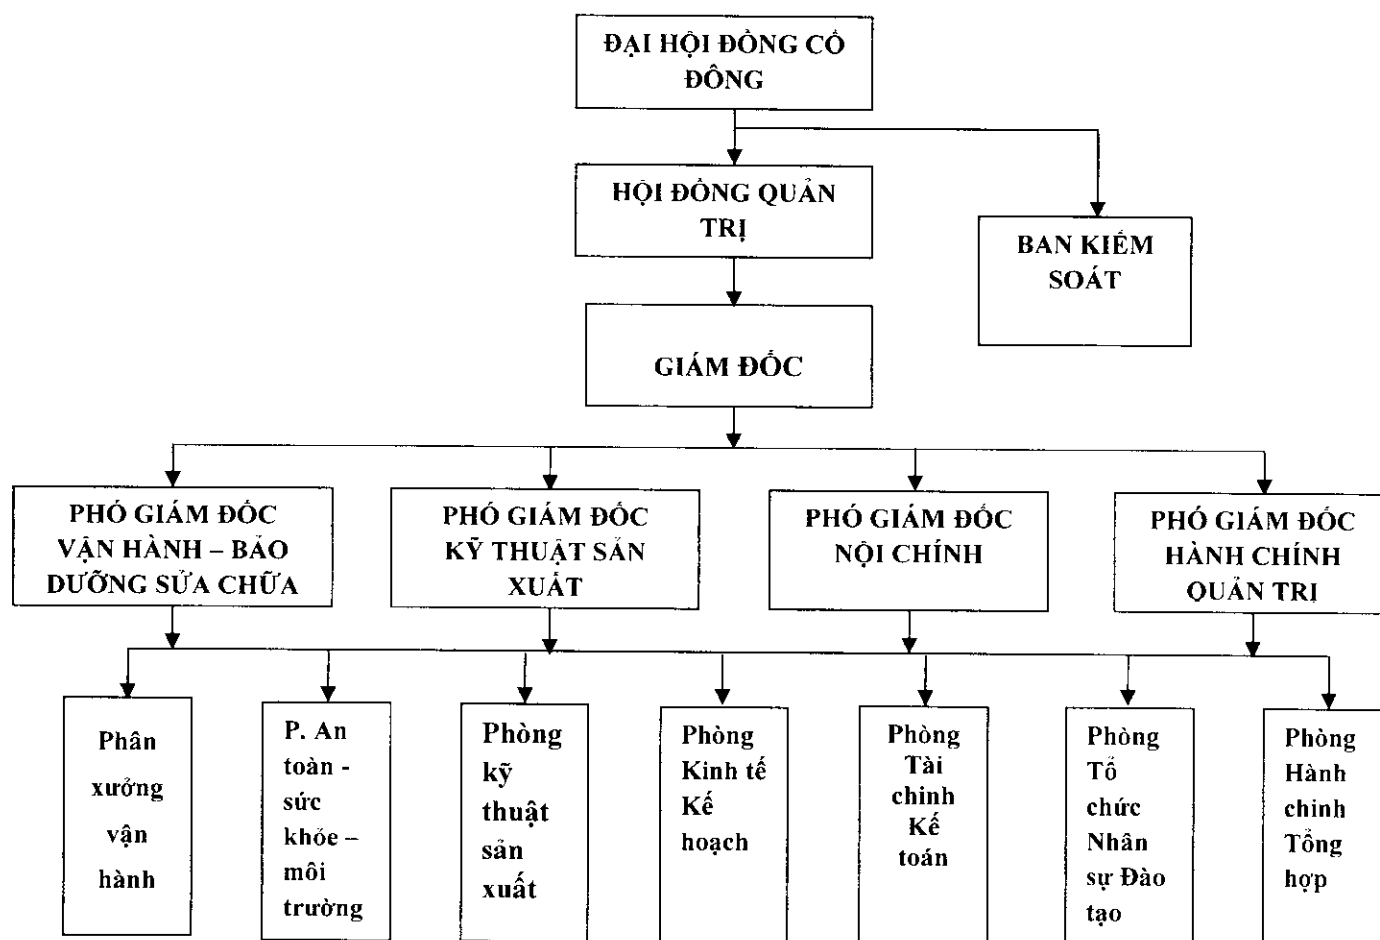 ĐẠI HỘI ĐỒNG CỔ
ĐÔNG
HỘI ĐỒNG QUẢN
TRỊ
BAN KIỂM
SOÁT
GIÁM ĐỐC
PHÓ GIÁM ĐỐC
VẬN HÀNH – BẢO
DƯỠNG SỬA CHỮA
PHÓ GIÁM ĐỐC
KỸ THUẬT SẢN
XUẤT
PHÓ GIÁM ĐỐC
NỘI CHÍNH
PHÓ GIÁM ĐỐC
HÀNH CHÍNH
QUẢN TRỊ
Phân
xưởng
vận
hành
P. An
toàn -
sức
khỏe –
môi
trường
Phòng
kỹ
thuật
sản
xuất
Phòng
Kinh tế
Kế
hoạch
Phòng
Tài
chinh
Kế
toán
Phòng
Tổ
chức
Nhân
sự Đào
tạo
Phòng
Hành
chinh
Tổng
hợp